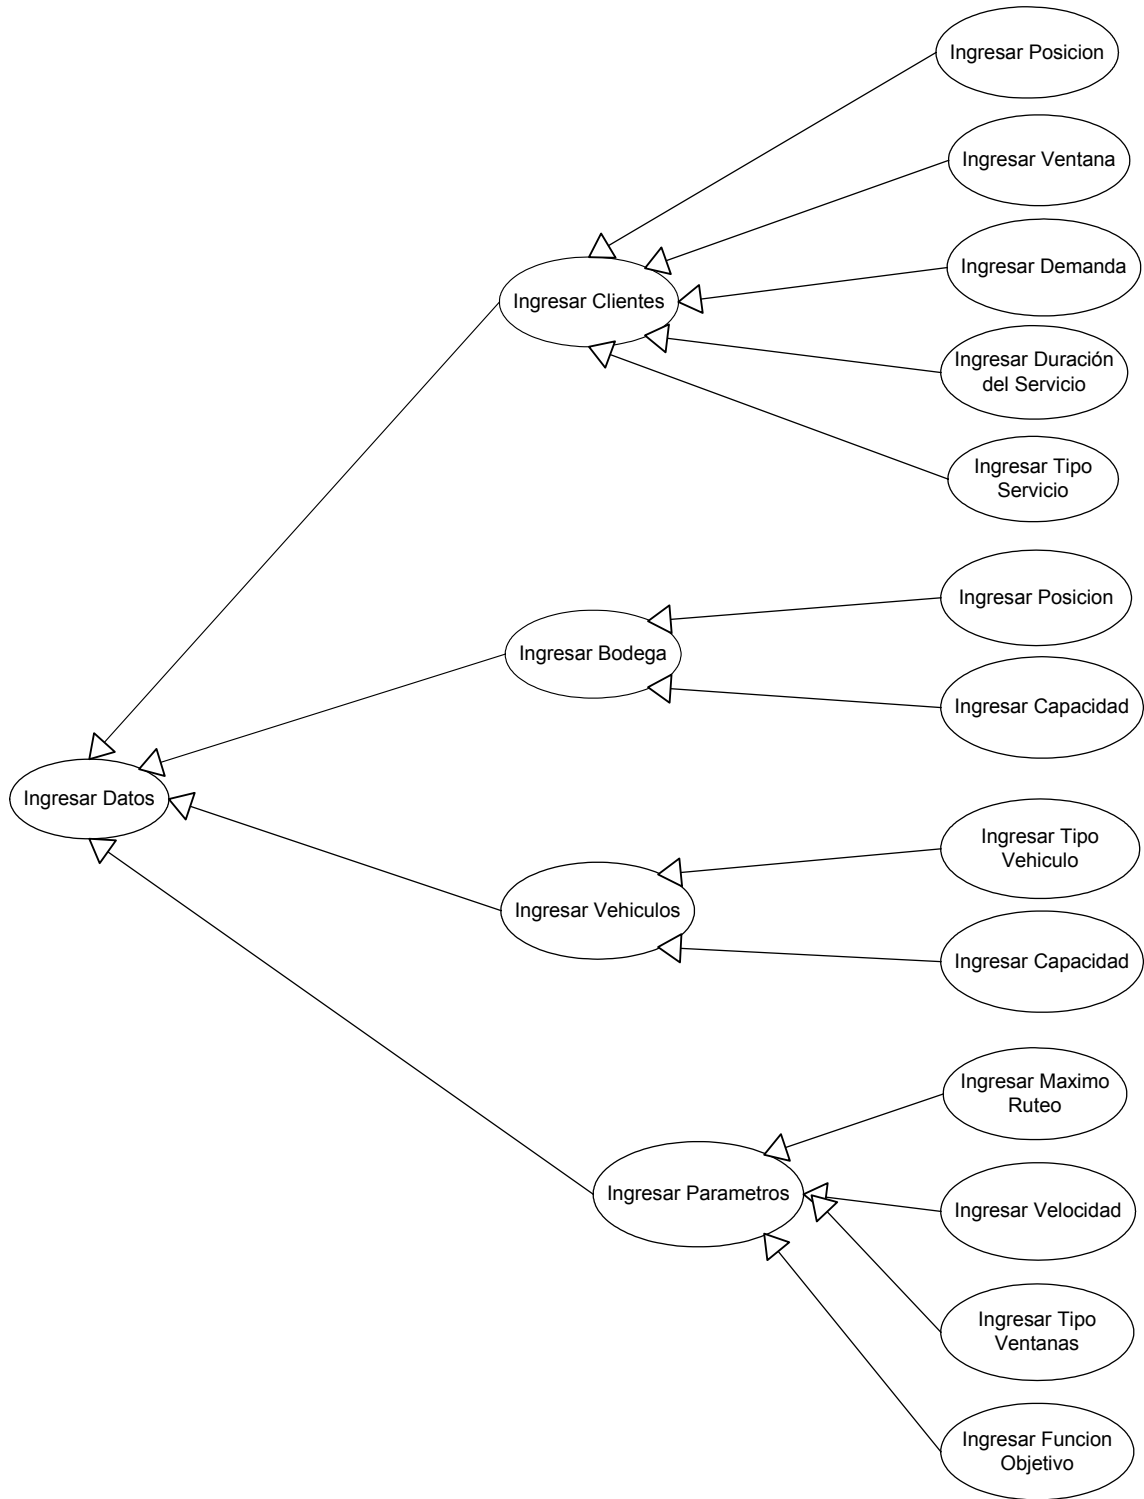 Ingresar Posicion
Ingresar Ventana
Ingresar Demanda
Ingresar Clientes
Ingresar Duración
del Servicio
Ingresar Tipo
Servicio
Ingresar Posicion
Ingresar Bodega
Ingresar Capacidad
Ingresar Datos
Ingresar Tipo
Vehiculo
Ingresar Vehiculos
Ingresar Capacidad
Ingresar Maximo
Ruteo
Ingresar Parametros
Ingresar Velocidad
Ingresar Tipo
Ventanas
Ingresar Funcion
Objetivo